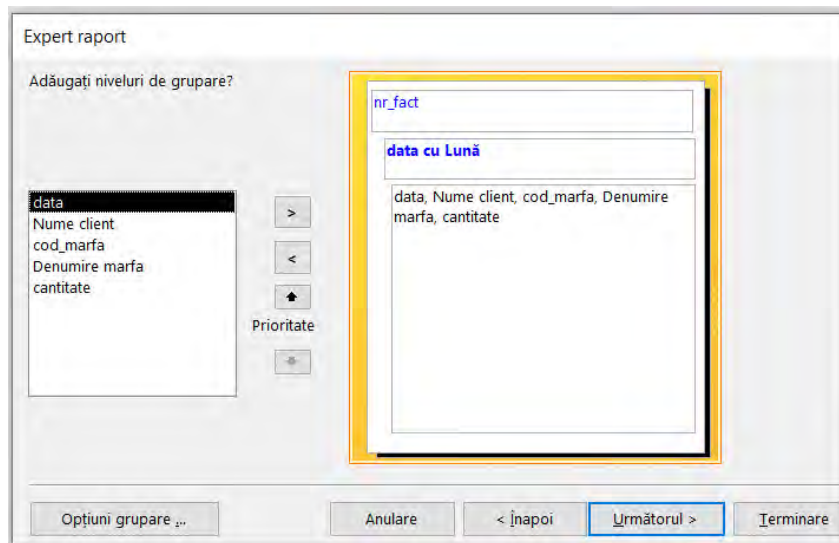 Expert raport
Adăugați niveluri de grupare?
nr_fact
data cu Lună
data, Nume client, cod_marfa, Denumire
marfa, cantitate
data
Nume client
cod_marfa
Denumire marfa
cantitate
>
<
Prioritate
Opțiuni grupare ...
Anulare
< Înapoi
Următorul >
Terminare